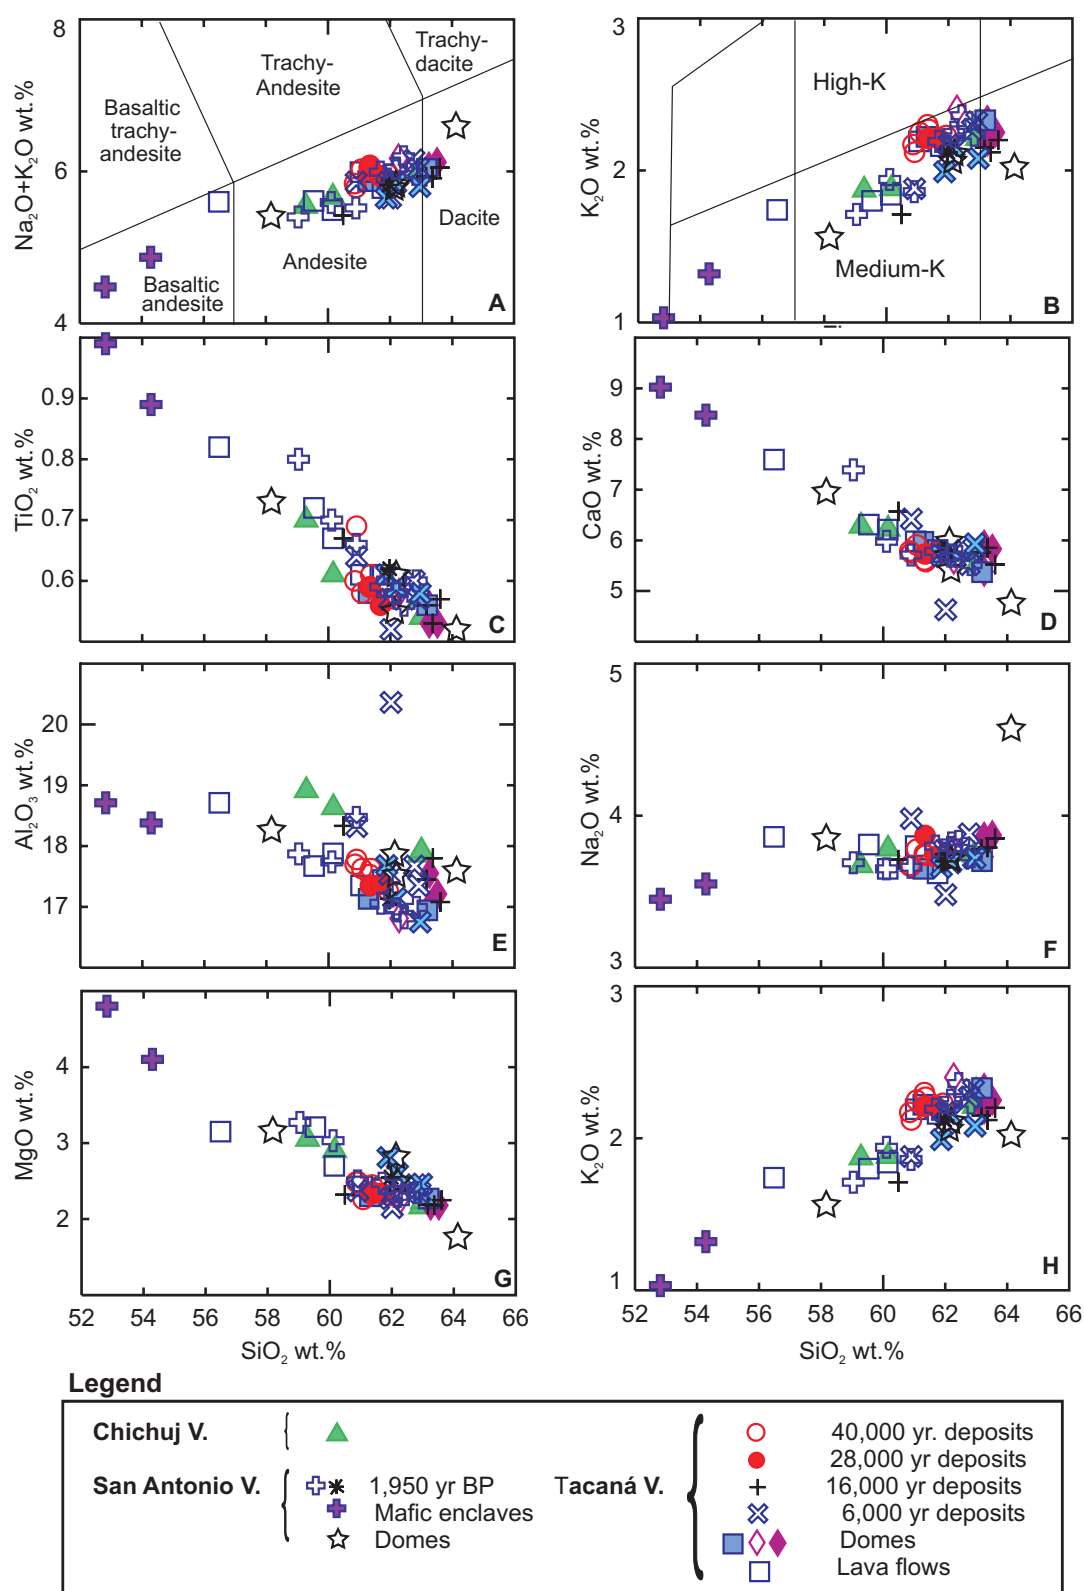 8
6
4
Na2O+K2O wt.%
Trachy-
dacite
Trachy-
Andesite
Basaltic
trachy-
andesite
Dacite
Andesite
Basaltic
andesite
A
3
2
1
K2O wt.%
High-K
Medium-K
B
0.9
0.8
0.7
0.6
TiO2 wt.%
C
9
8
7
6
5
CaO wt.%
D
20
19
18
17
Al2O3 wt.%
E
5
4
3
Na2O wt.%
F
4
3
2
MgO wt.%
G
52 54 56 58 60 62 64 66
SiO2 wt.%
3
2
1
K2O wt.%
H
52 54 56 58 60 62 64 66
SiO2 wt.%
Legend
Chichuj V.
San Antonio V.
1,950 yr BP
Mafic enclaves
Domes
Tacaná V.
40,000 yr. deposits
28,000 yr deposits
16,000 yr deposits
6,000 yr deposits
Domes
Lava flows